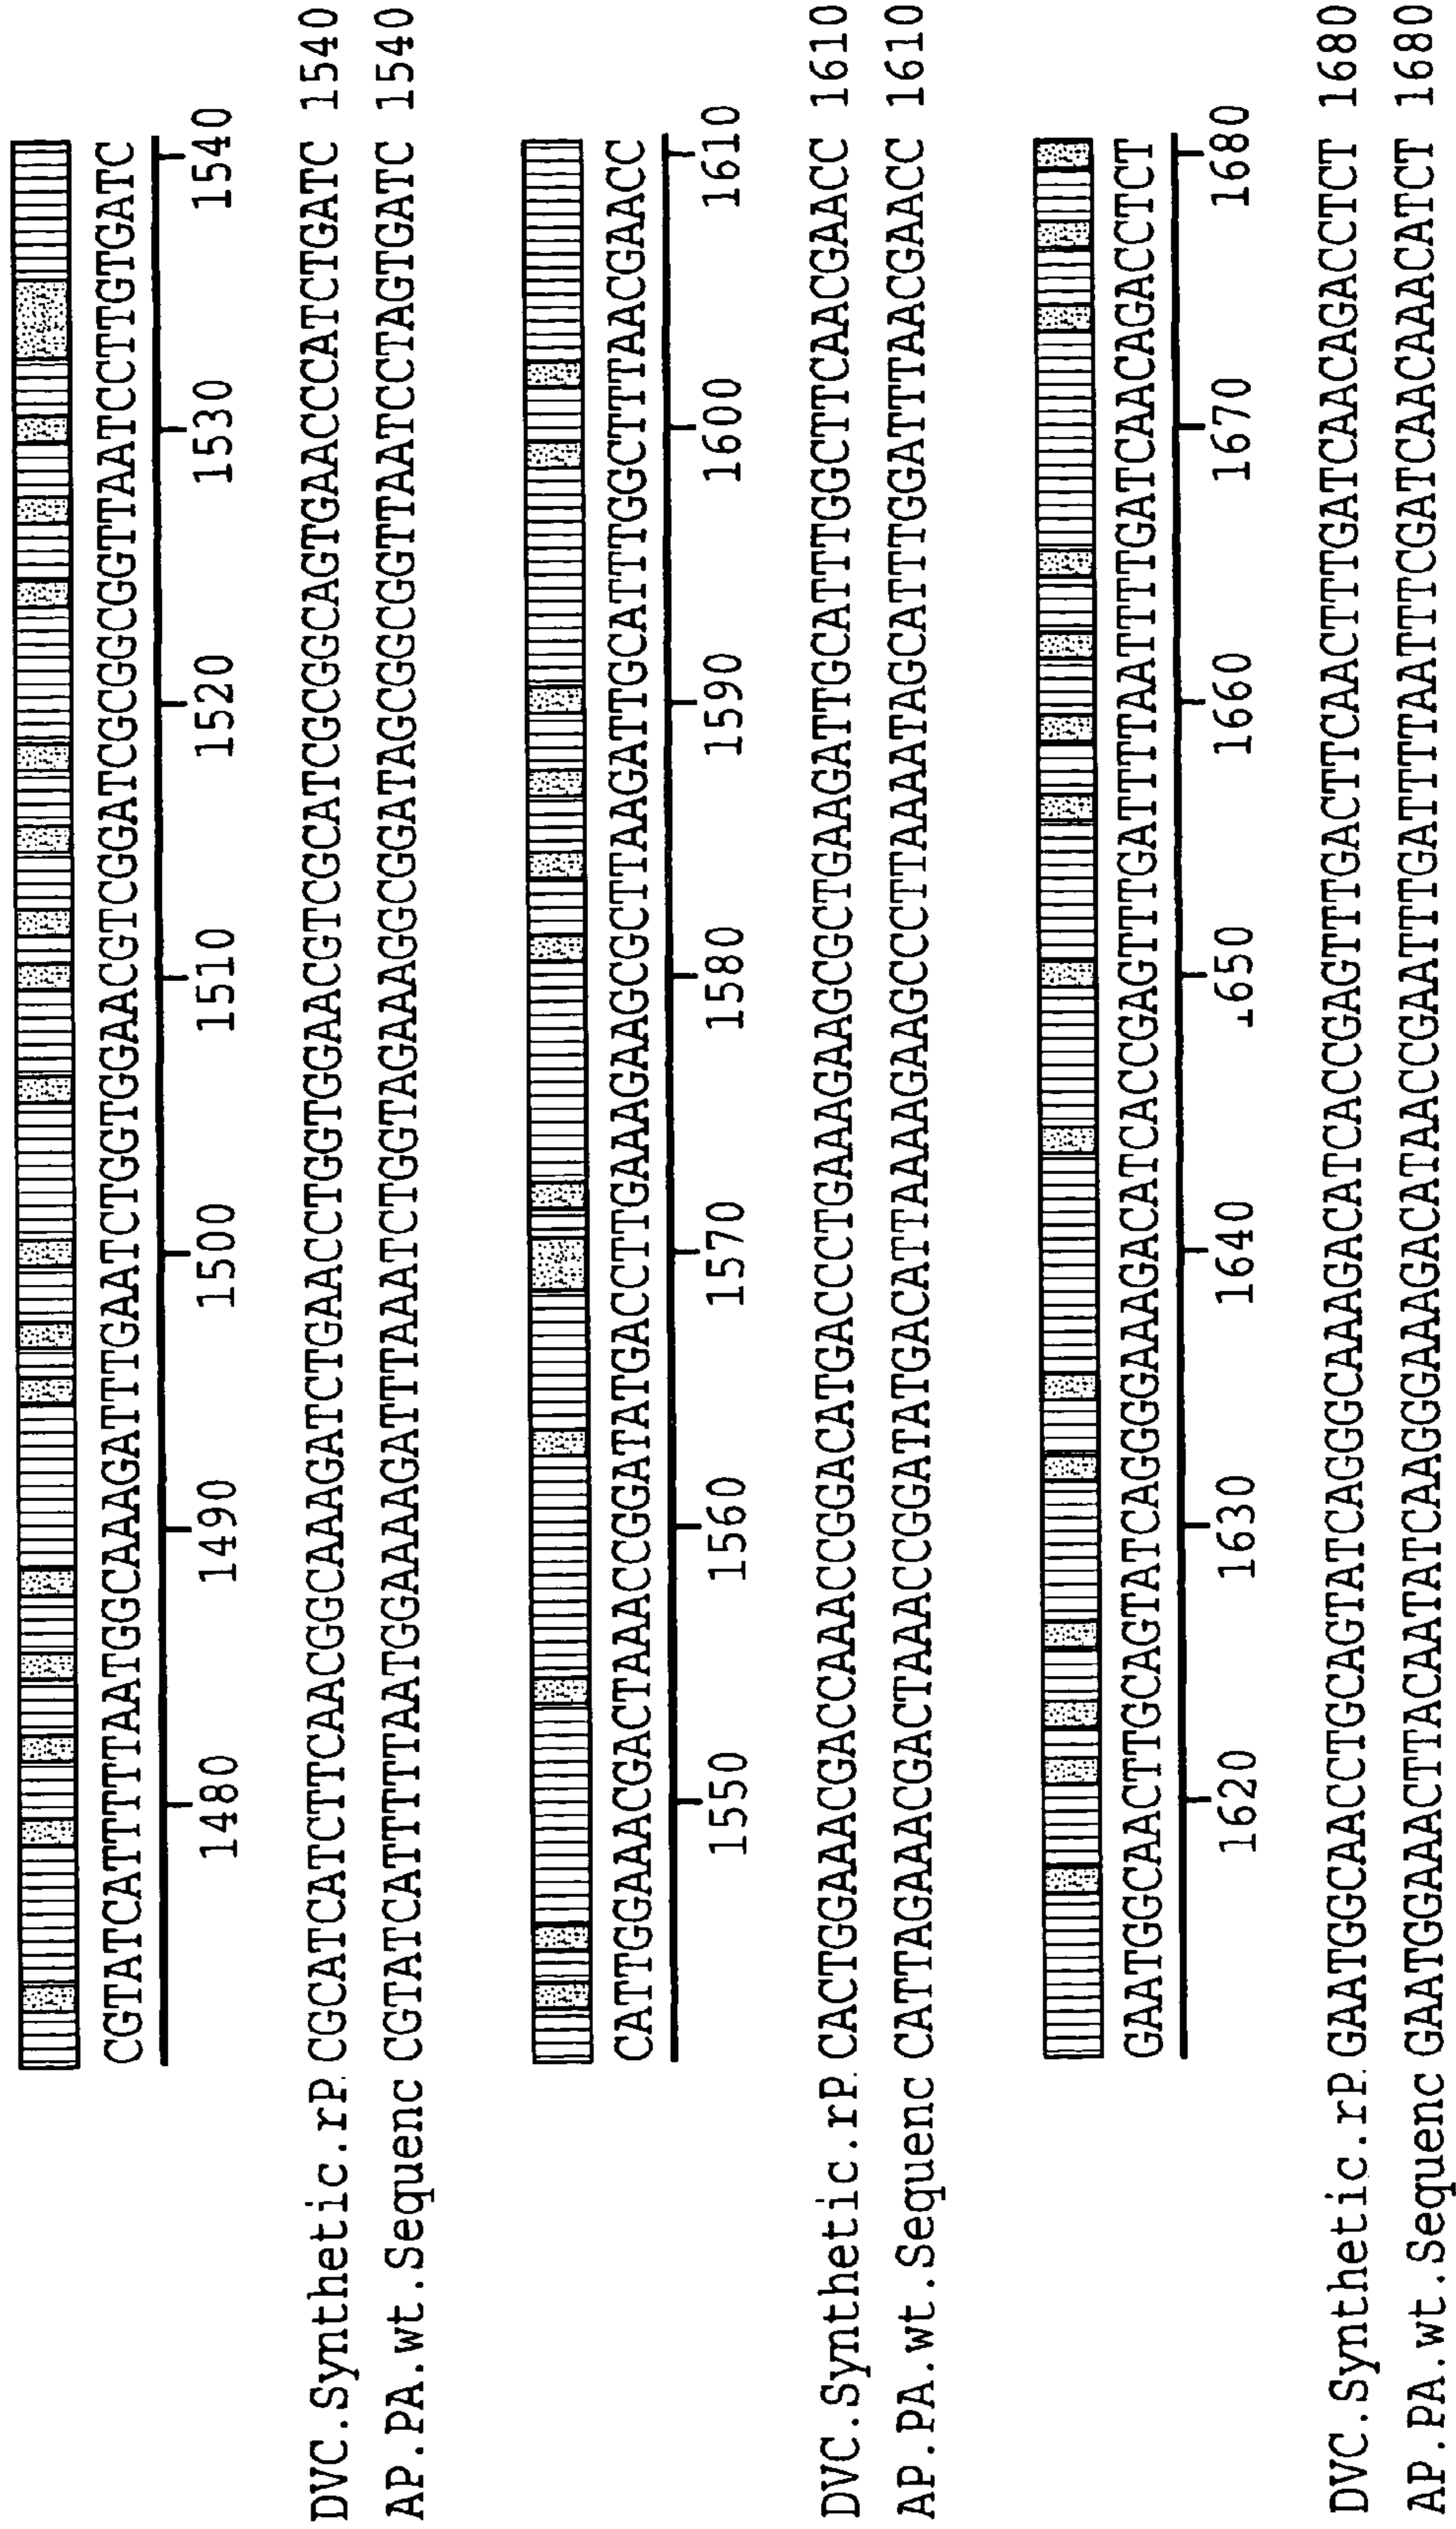 CGTATCATTTTTAATGGCAAAGATTTGAATCTGGTGGAACGTCGGATCGCGGCGGTTAATCCTTGTGATC
1480 1490 1500 1510 1520 1530 1540
DVC.Synthetic.rP. CGCATCATCTTCAACGGCAAAGATCTGAACCTGGTGGAACGTCGCATCGCGGCAGTGAACCCATCTGATC 1540
AP.PA.wt.Sequenc CGTATCATTTTTAATGGAAAAGATTTAAATCTGGTAGAAAGGCGGATAGCGGCGGTTAATCCTAGTGATC 1540
CATTGGAAACGACTAAACCGGATATGACCTTGAAAGAAGCGCTTAAGATTGCATTTGGCTTTAACGAACC
1550 1560 1570 1580 1590 1600 1610
DVC.Synthetic.rP. CACTGGAAACGACCAAACCGGACATGACCCTGAAAGAAGCGCTGAAGATTGCATTTGGCTTCAACGAACC 1610
AP.PA.wt.Sequenc CATTAGAAACGACTAAACCGGATATGACATTAAAAGAAGCCCTTAAAATAGCATTTGGATTTAACGAACC 1610
GAATGGCAACTTGCAGTATCAGGGGAAAGACATCACCGAGTTTGATTTTAATTTTGATCAACAGACCTCT
1620 1630 1640 1650 1660 1670 1680
DVC.Synthetic.rP. GAATGGCAACCTGCAGTATCAGGGCAAAGACATCACCGAGTTTGACTTCAACTTTGATCAACAGACCTCT 1680
AP.PA.wt.Sequenc GAATGGAAACTTACAATATCAAGGGAAAGACATAACCGAATTTGATTTTAATTTCGATCAACAAACATCT 1680